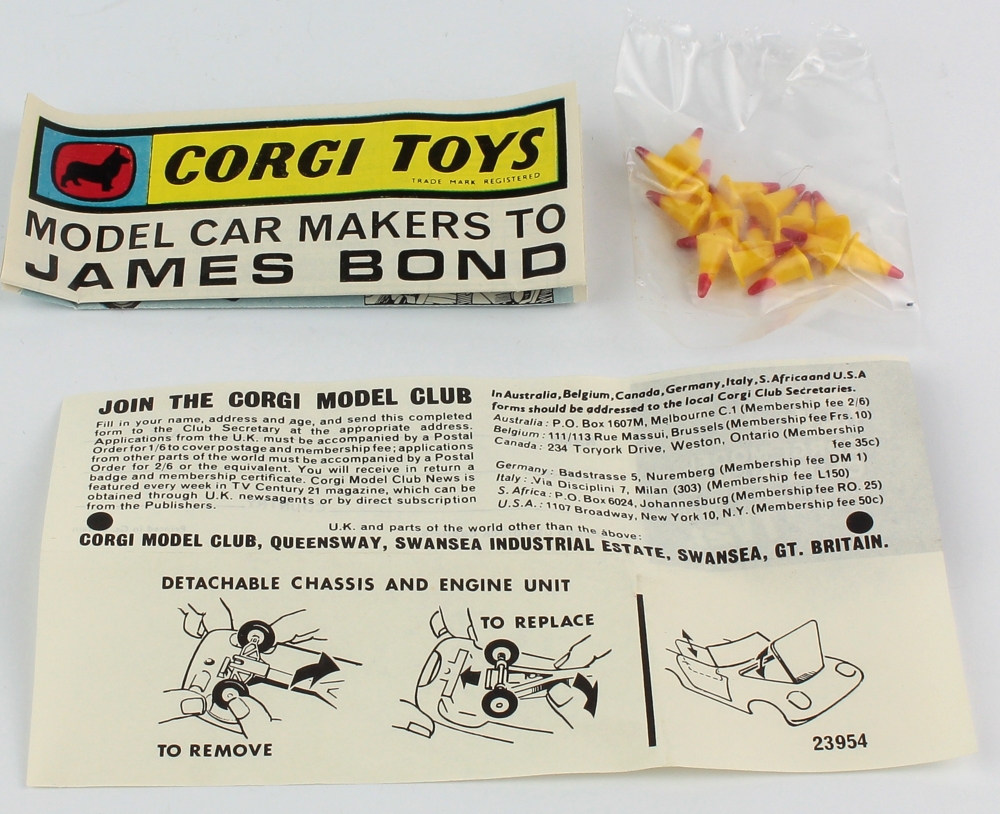 CORGI TOYS
TRADE MARK REGISTERED
MODEL CAR MAKERS TO
JAMES BOND
JOIN THE CORGI MODEL CLUB
Fill in your name, address and age, and send this completed
form to the Club Secretary at the appropriate address.
Applications from the U.K. must be accompanied by a Postal
Order for 1/6 to cover postage and membership fee; applications
from other parts of the world must be accompanied by a Postal
Order for 2/6 or the equivalent. You will receive in return a
badge and membership certificate. Corgi Model Club News is
featured every week in TV Century 21 magazine, which can be
obtained through U.K. newsagents or by direct subscription
from the Publishers.
In Australia, Belgium, Canada, Germany, Italy, S. Africa and U.S.A
forms should be addressed to the local Corgi Club Secretaries.
Australia : P.O. Box 1607M, Melbourne C.1 (Membership fee 2/6)
Belgium : 111/113 Rue Massui, Brussels (Membership fee Frs. 10)
Canada : 234 Toryork Drive, Weston, Ontario (Membership
fee 35c)
Germany : Badstrasse 5, Nuremberg (Membership fee DM 1)
Italy : Via Disciplini 7, Milan (303) (Membership fee L150)
S. Africa : P.O. Box 6024, Johannesburg (Membership fee RO. 25)
U.S.A. : 1107 Broadway, New York 10, N.Y. (Membership fee 50c)
U.K. and parts of the world other than the above:
CORGI MODEL CLUB, QUEENSWAY, SWANSEA INDUSTRIAL ESTATE, SWANSEA, GT. BRITAIN.
DETACHABLE CHASSIS AND ENGINE UNIT
TO REPLACE
TO REMOVE
23954